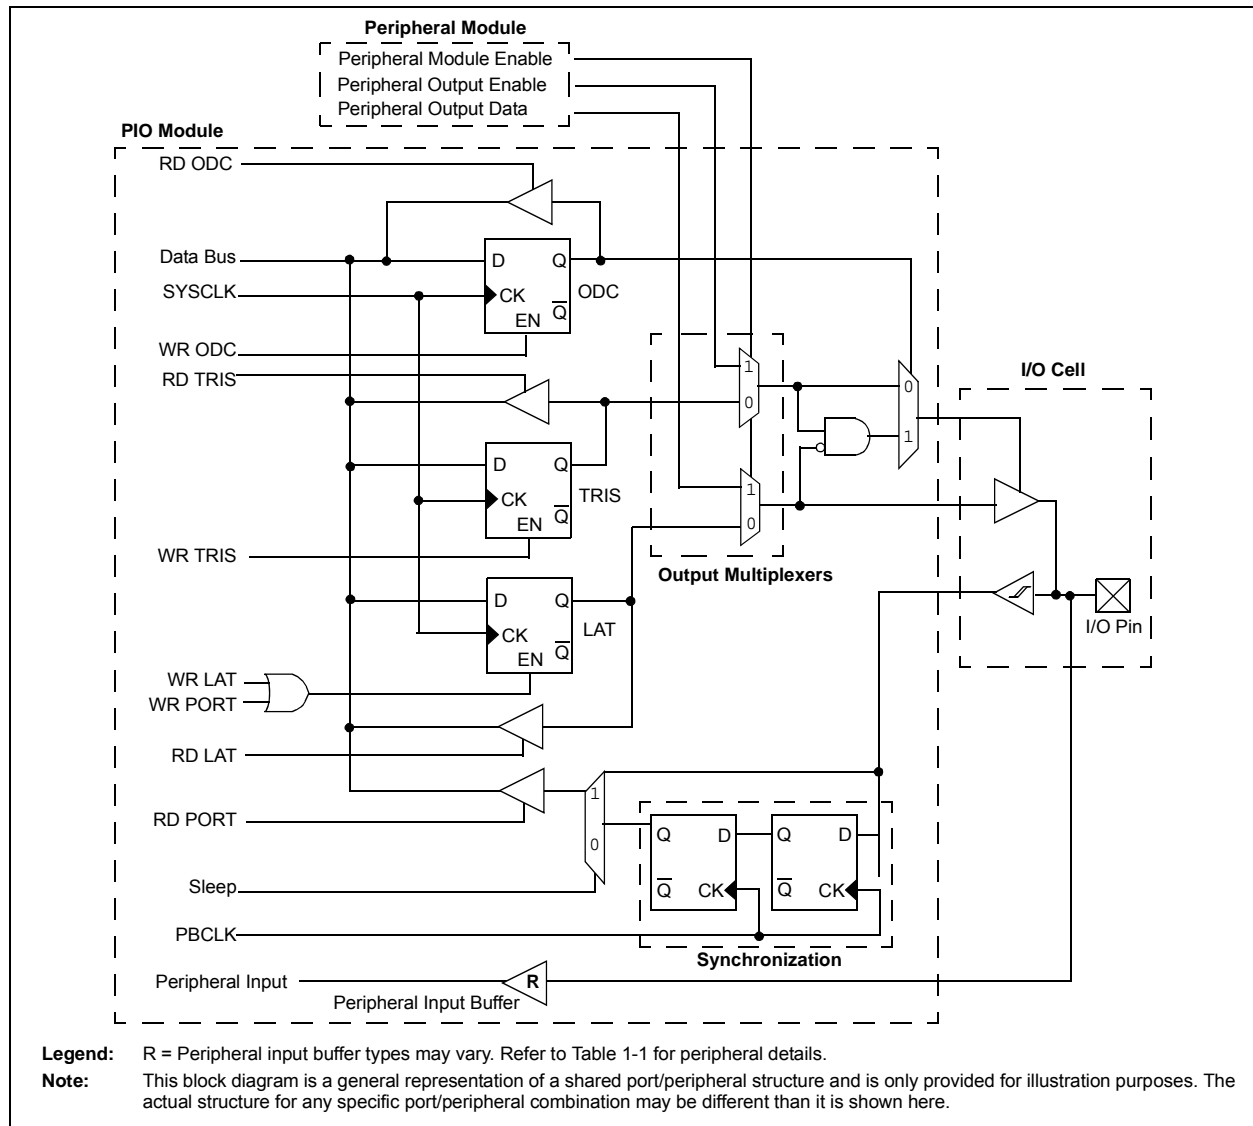 Peripheral Module
Peripheral Module Enable
Peripheral Output Enable
Peripheral Output Data
PIO Module
RD ODC
Data Bus
D
Q
SYSCLK
CK
ODC
Q
EN
WR ODC
RD TRIS
1
0
0
1
I/O Cell
D
Q
CK
TRIS
Q
EN
1
0
WR TRIS
Output Multiplexers
D
Q
CK
LAT
Q
EN
I/O Pin
WR LAT
WR PORT
RD LAT
RD PORT
1
0
Q
D
Q
D
Q
CK
Q
CK
Sleep
PBCLK
Synchronization
Peripheral Input
R
Peripheral Input Buffer
Legend: R = Peripheral input buffer types may vary. Refer to Table 1-1 for peripheral details.
Note: This block diagram is a general representation of a shared port/peripheral structure and is only provided for illustration purposes. The
actual structure for any specific port/peripheral combination may be different than it is shown here.